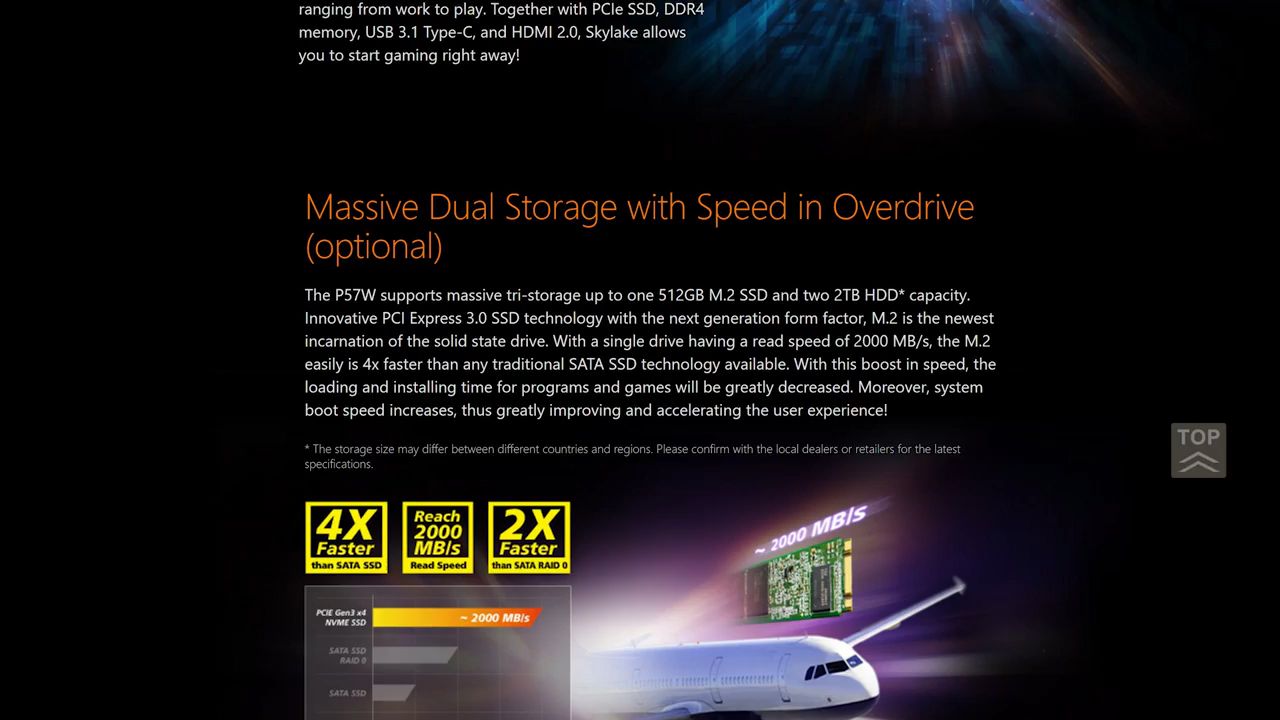 ranging from work to play. Together with PCIe SSD, DDR4
memory, USB 3.1 Type-C, and HDMI 2.0, Skylake allows
you to start gaming right away!
Massive Dual Storage with Speed in Overdrive
(optional)
The P57W supports massive tri-storage up to one 512GB M.2 SSD and two 2TB HDD* capacity.
Innovative PCI Express 3.0 SSD technology with the next generation form factor, M.2 is the newest
incarnation of the solid state drive. With a single drive having a read speed of 2000 MB/s, the M.2
easily is 4x faster than any traditional SATA SSD technology available. With this boost in speed, the
loading and installing time for programs and games will be greatly decreased. Moreover, system
boot speed increases, thus greatly improving and accelerating the user experience!
* The storage size may differ between different countries and regions. Please confirm with the local dealers or retailers for the latest
specifications.
TOP
4X
Faster
than SATA SSD
Reach
2000
MB/s
Read Speed
2X
Faster
than SATA RAID 0
~ 2000 MB/s
PCIE Gen3 x4
NVME SSD
~ 2000 MB/s
SATA SSD
RAID 0
SATA SSD